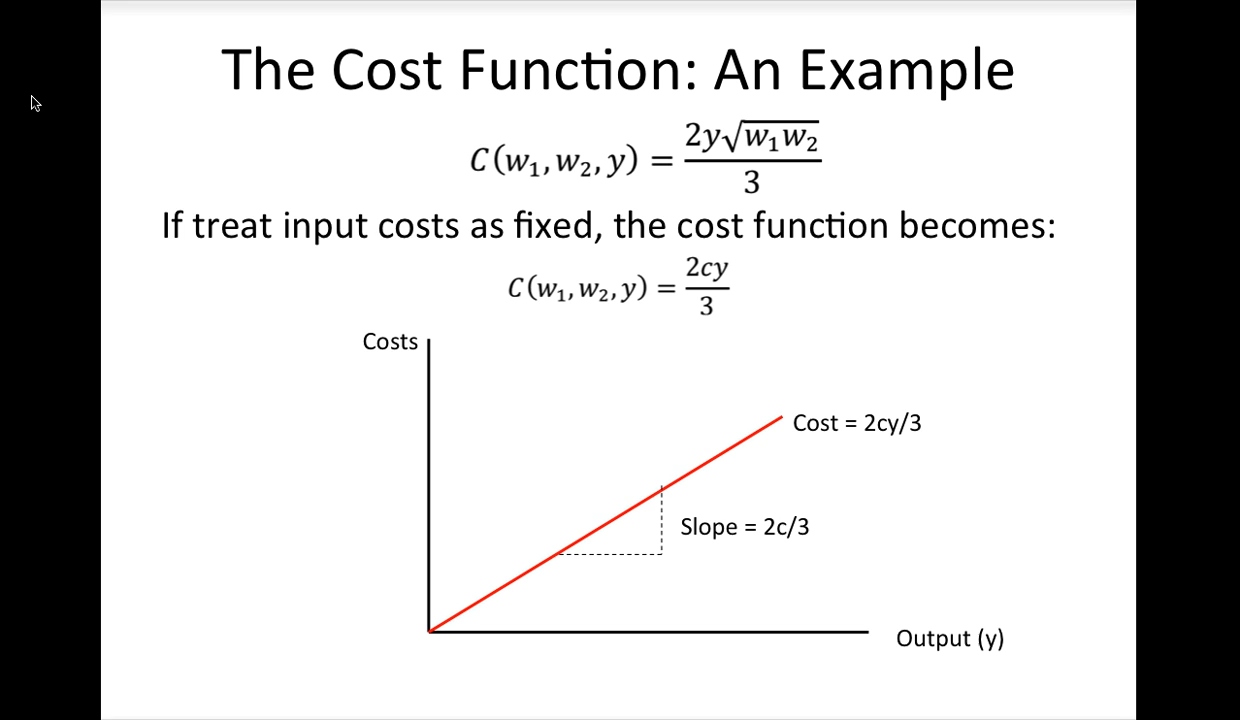 The Cost Function: An Example
C(w₁, w₂, y) = 2y√w₁w₂ / 3
If treat input costs as fixed, the cost function becomes:
C(w₁, w₂, y) = 2cy / 3
Costs
Cost = 2cy/3
Slope = 2c/3
Output (y)